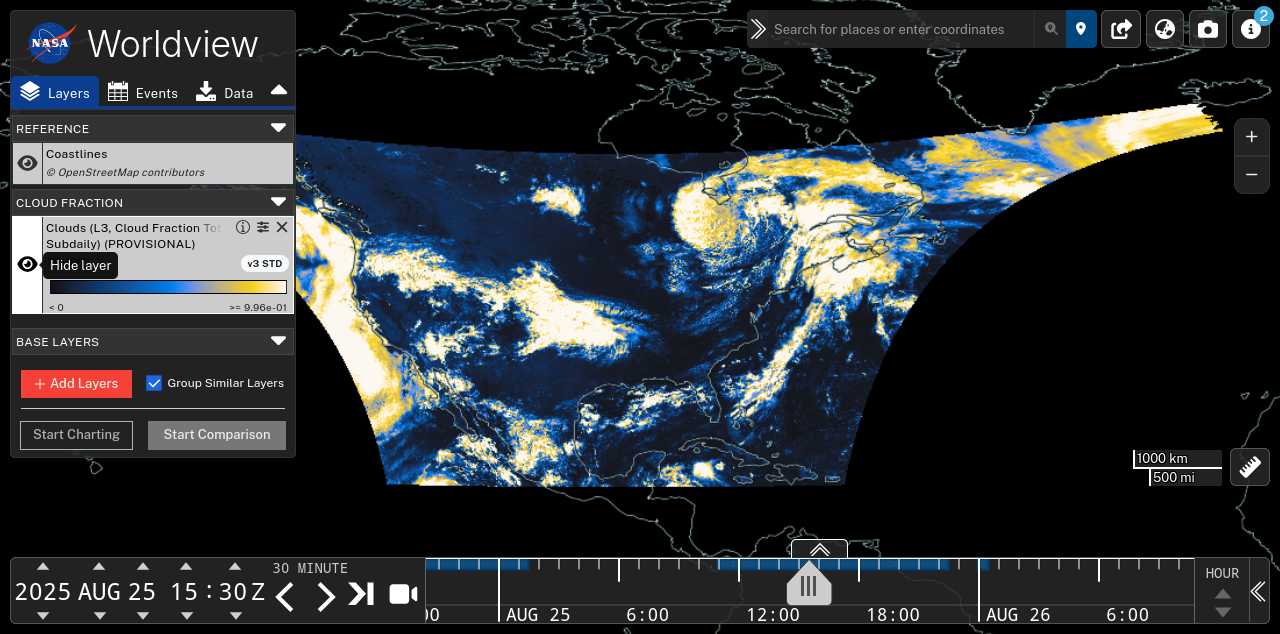 NASA Worldview
Search for places or enter coordinates
2
Layers Events Data
REFERENCE
Coastlines
© OpenStreetMap contributors
CLOUD FRACTION
Clouds (L3, Cloud Fraction Tot
Subdaily) (PROVISIONAL)
Hide layer
v3 STD
< 0 >= 9.96e-01
BASE LAYERS
+ Add Layers Group Similar Layers
Start Charting Start Comparison
+
−
1000 km
500 mi
2025 AUG 25 15 : 30 Z
30 MINUTE
AUG 25 6:00 12:00 18:00 AUG 26 6:00
HOUR